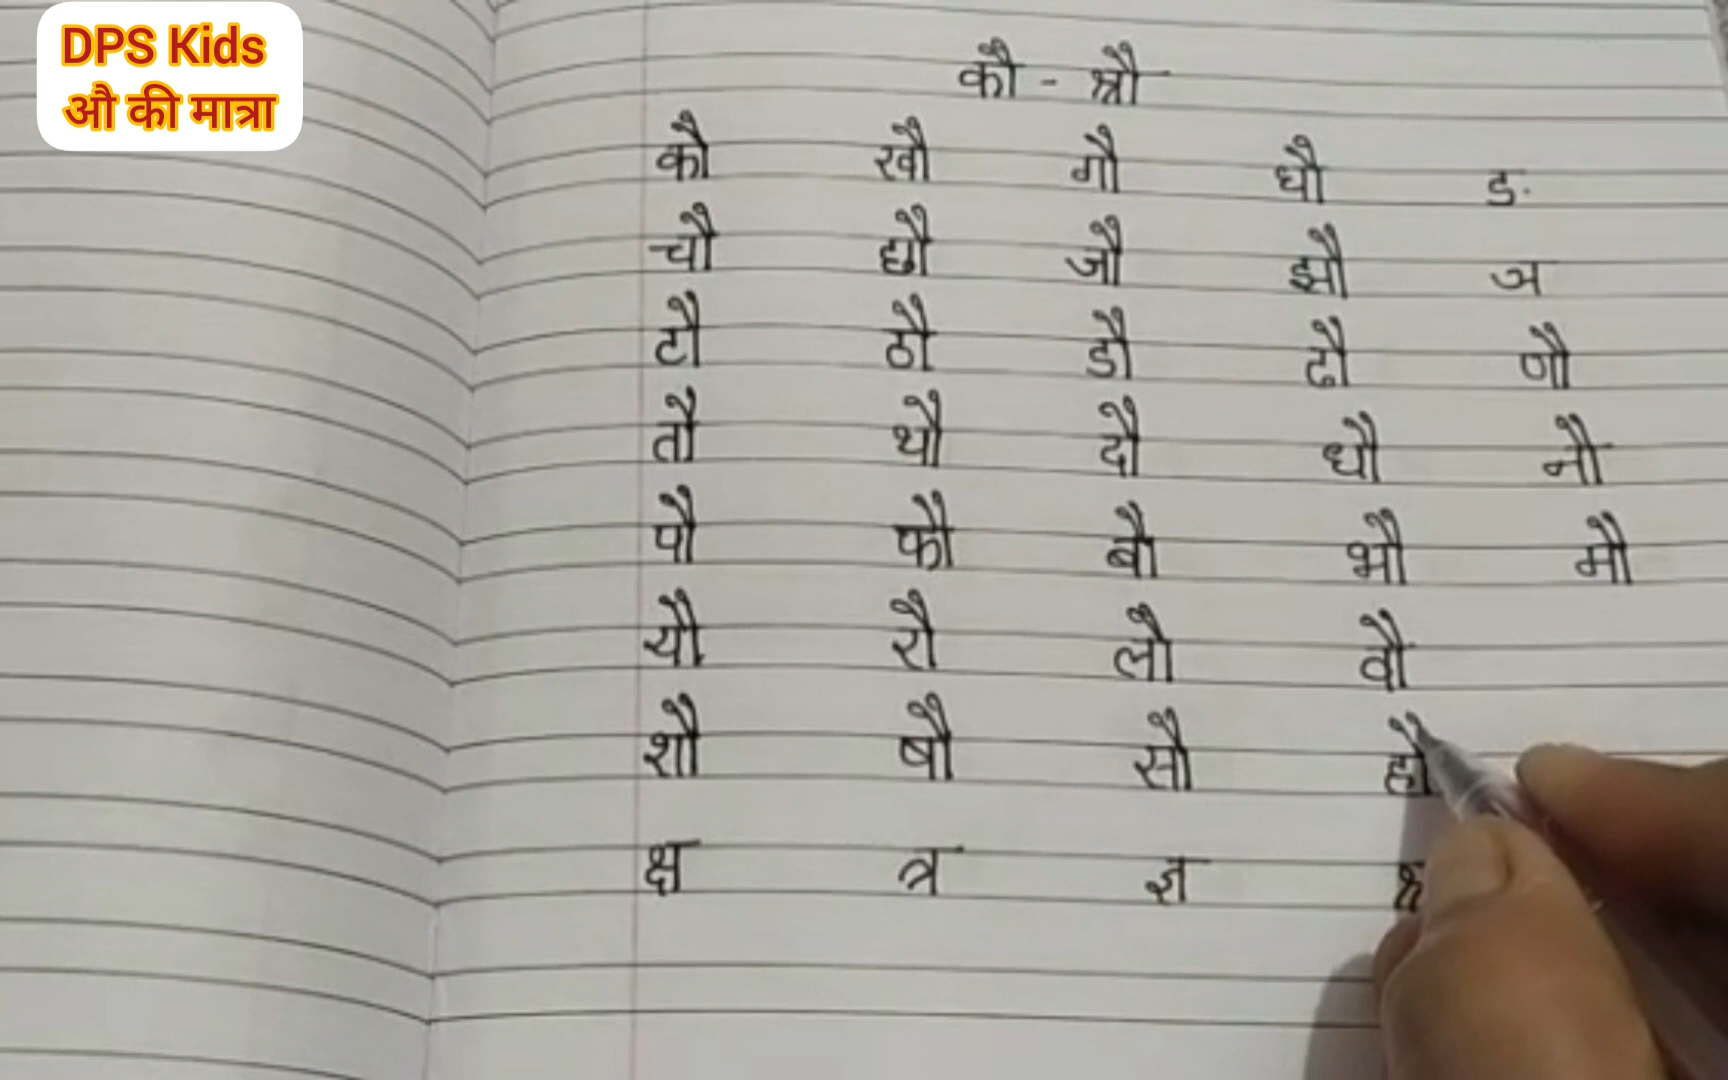 DPS Kids
औ की मात्रा
कौ - श्रौ
कौ खौ गौ घौ ङ
चौ छौ जौ झौ ञ
टौ ठौ डौ ढौ णौ
तौ थौ दौ धौ नौ
पौ फौ बौ भौ मौ
यौ रौ लौ वौ
शौ षौ सौ हौ
क्ष त्र ज्ञ श्र